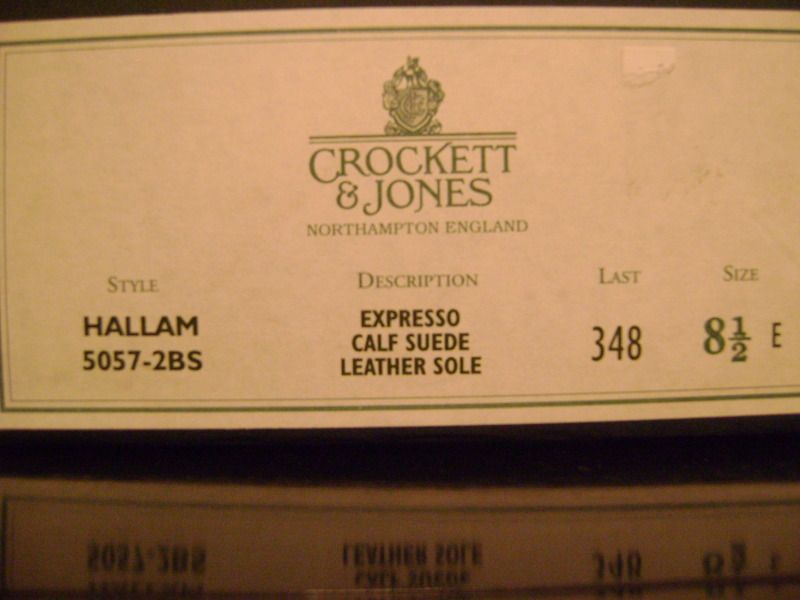 CROCKETT
& JONES
NORTHAMPTON ENGLAND
STYLE DESCRIPTION LAST SIZE
HALLAM
5057-2BS
EXPRESSO
CALF SUEDE
LEATHER SOLE
348
8½ E